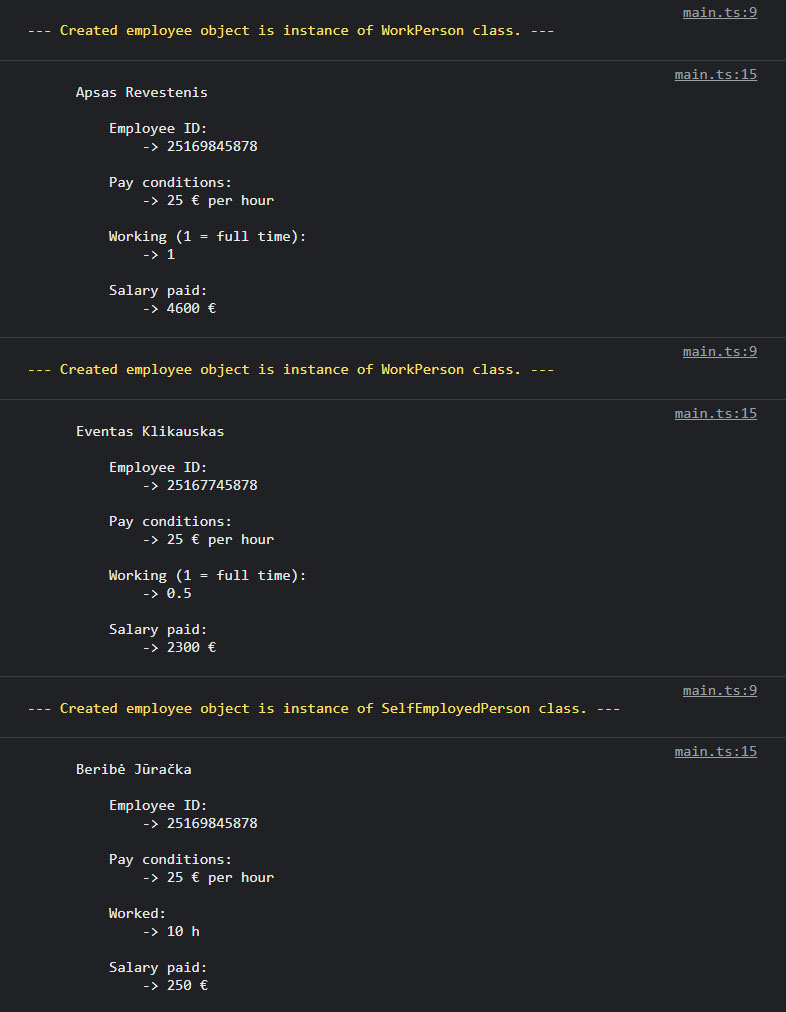 main.ts:9
--- Created employee object is instance of WorkPerson class. ---
main.ts:15
Apsas Revestenis
Employee ID:
-> 25169845878
Pay conditions:
-> 25 € per hour
Working (1 = full time):
-> 1
Salary paid:
-> 4600 €
main.ts:9
--- Created employee object is instance of WorkPerson class. ---
main.ts:15
Eventas Klikauskas
Employee ID:
-> 25167745878
Pay conditions:
-> 25 € per hour
Working (1 = full time):
-> 0.5
Salary paid:
-> 2300 €
main.ts:9
--- Created employee object is instance of SelfEmployedPerson class. ---
main.ts:15
Beribė Jūračka
Employee ID:
-> 25169845878
Pay conditions:
-> 25 € per hour
Worked:
-> 10 h
Salary paid:
-> 250 €